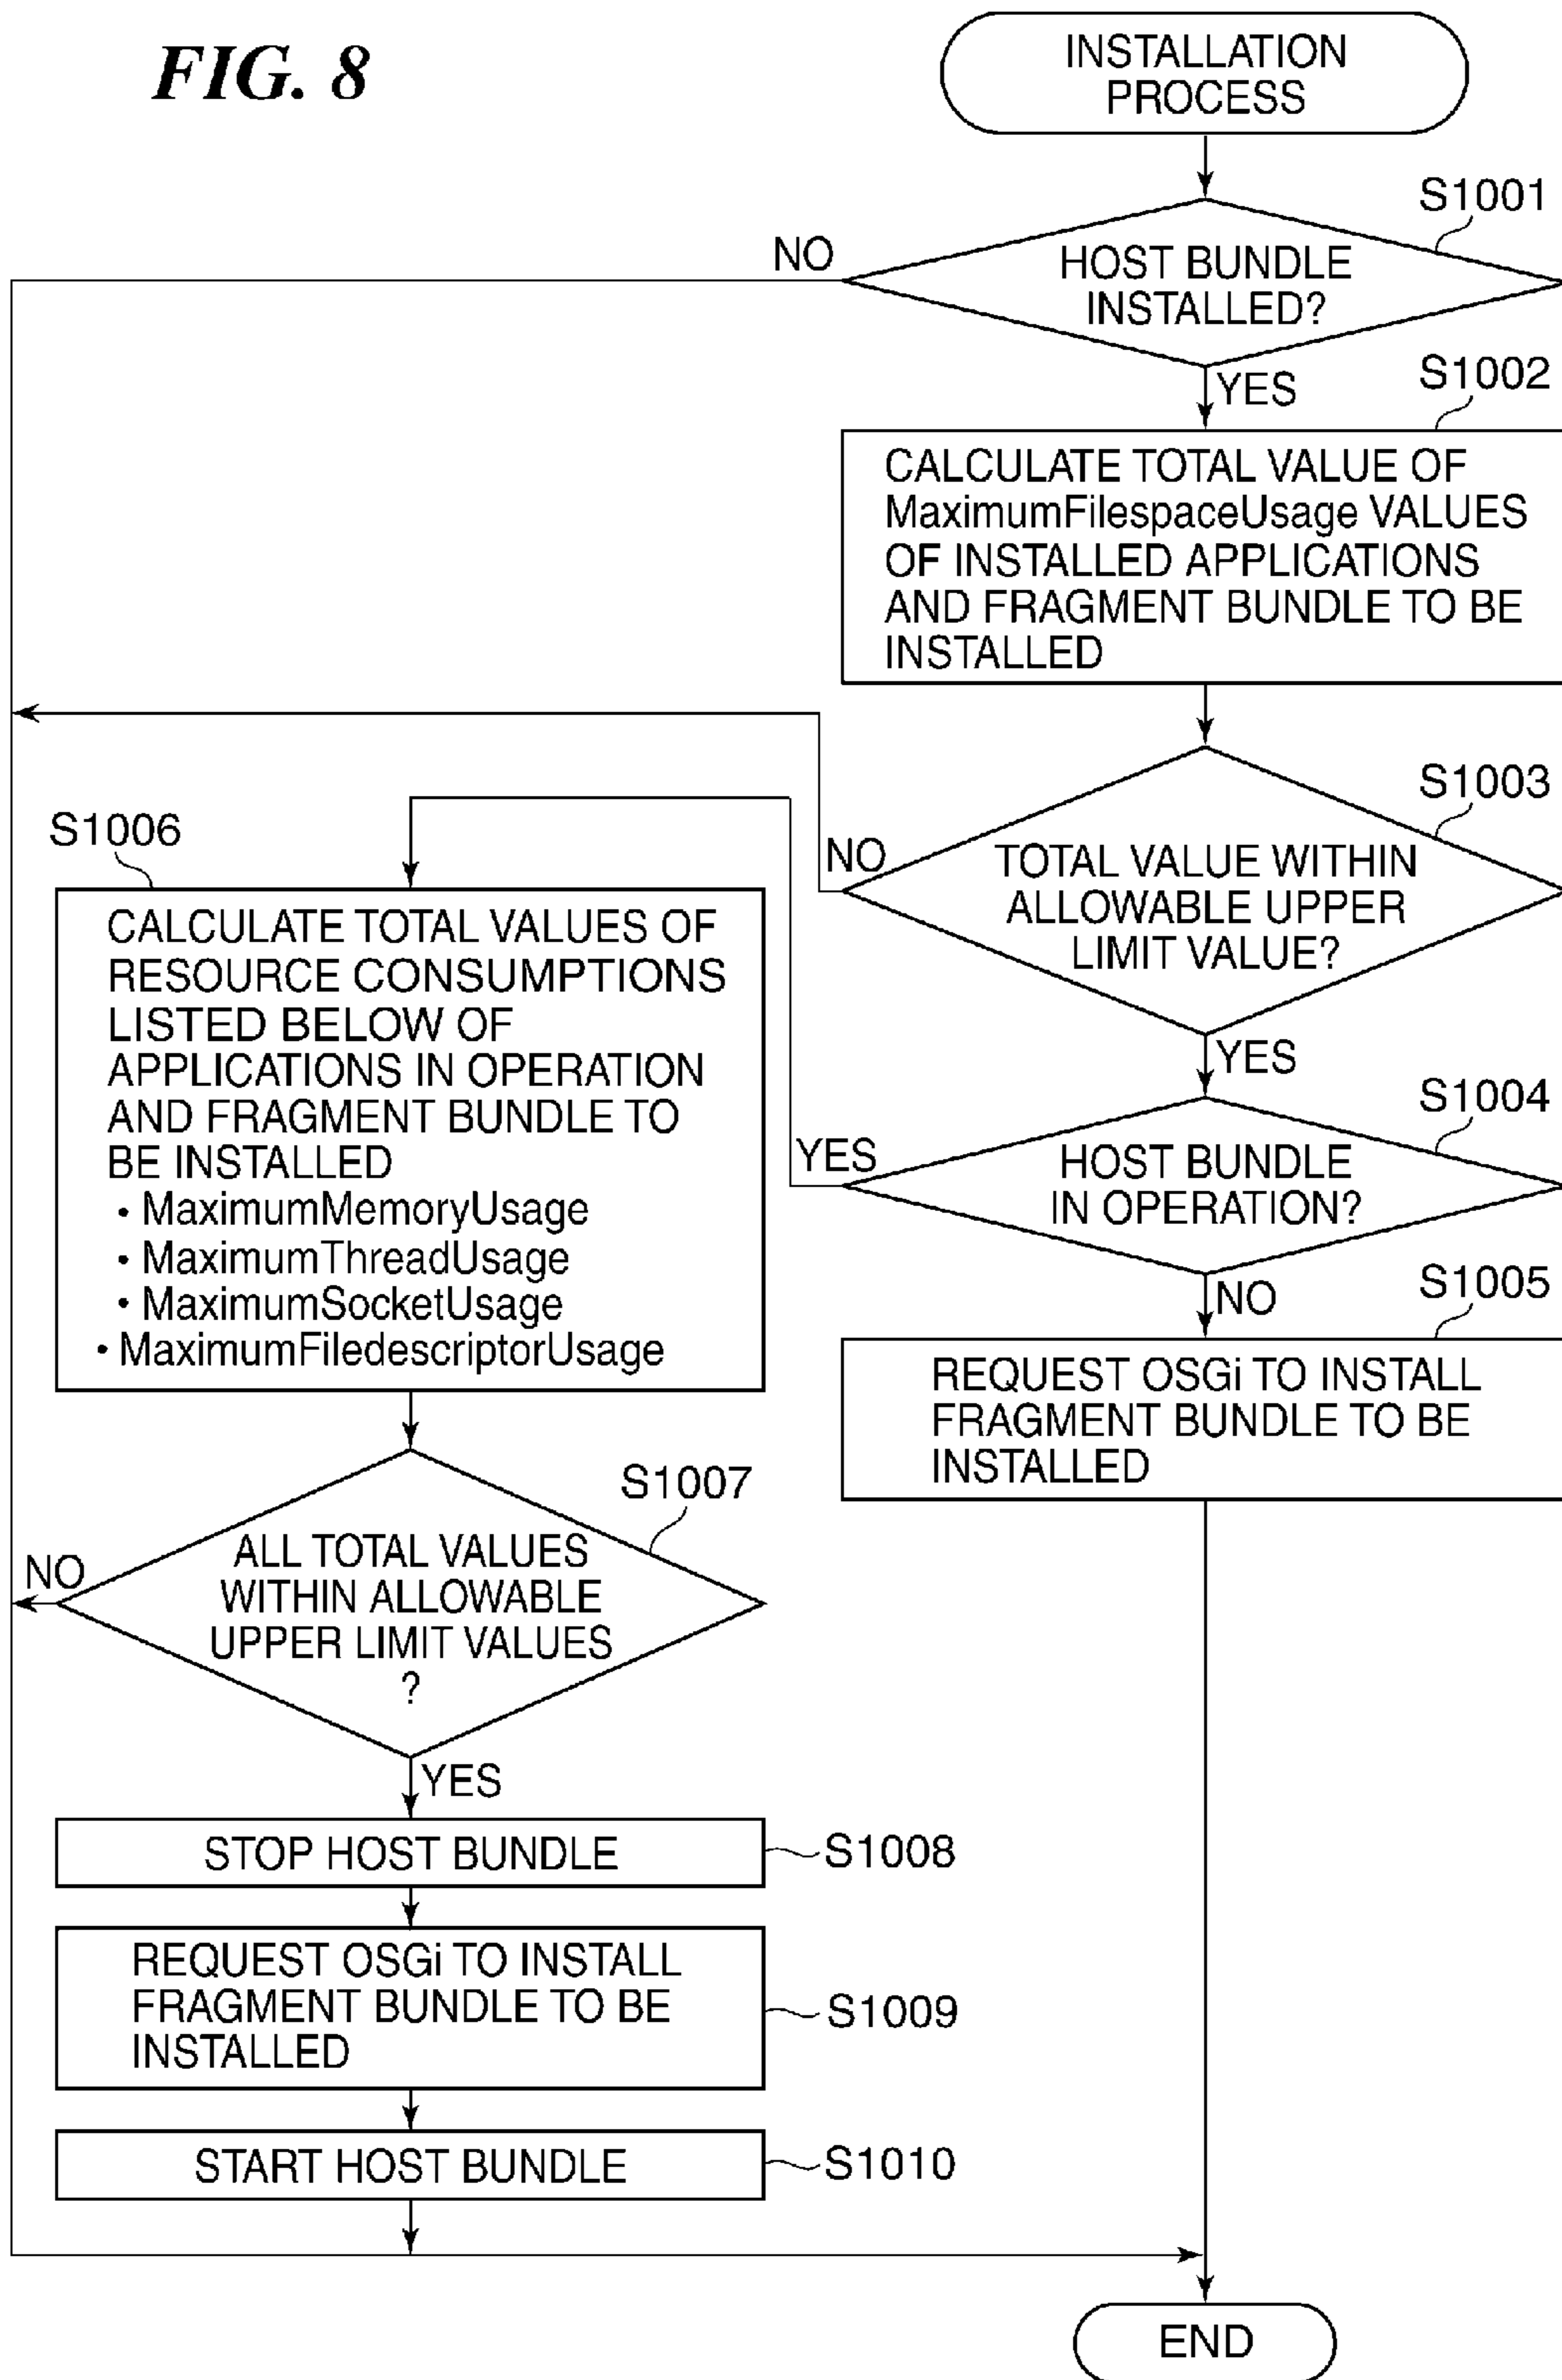 FIG. 8
INSTALLATION
PROCESS
S1001
NO
HOST BUNDLE
INSTALLED?
YES
S1002
CALCULATE TOTAL VALUE OF
MaximumFilespaceUsage VALUES
OF INSTALLED APPLICATIONS
AND FRAGMENT BUNDLE TO BE
INSTALLED
S1003
NO
TOTAL VALUE WITHIN
ALLOWABLE UPPER
LIMIT VALUE?
YES
S1004
YES
HOST BUNDLE
IN OPERATION?
NO
S1005
REQUEST OSGi TO INSTALL
FRAGMENT BUNDLE TO BE
INSTALLED
S1006
CALCULATE TOTAL VALUES OF
RESOURCE CONSUMPTIONS
LISTED BELOW OF
APPLICATIONS IN OPERATION
AND FRAGMENT BUNDLE TO
BE INSTALLED
• MaximumMemoryUsage
• MaximumThreadUsage
• MaximumSocketUsage
• MaximumFiledescriptorUsage
S1007
NO
ALL TOTAL VALUES
WITHIN ALLOWABLE
UPPER LIMIT VALUES
?
YES
STOP HOST BUNDLE
S1008
REQUEST OSGi TO INSTALL
FRAGMENT BUNDLE TO BE
INSTALLED
S1009
START HOST BUNDLE
S1010
END